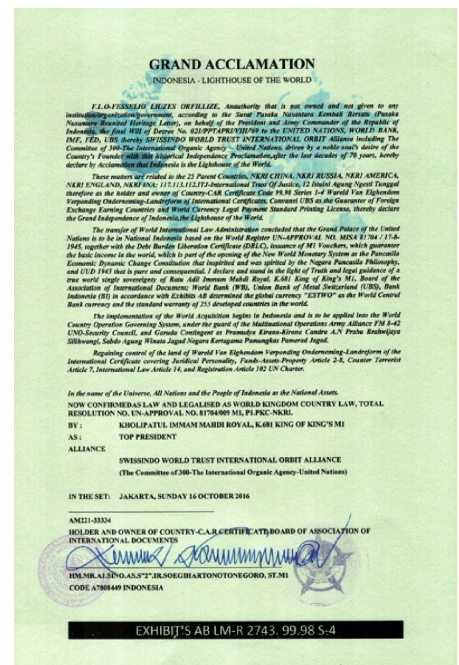 GRAND ACCLAMATION
INDONESIA - LIGHTHOUSE OF THE WORLD
F.L.O-FESSELIO LIGZES ORFILLIZE, Anauthority that is not owned and not given to any
institution/organization/government, according to the Surat Pusaka Nusantara Kembali Bersatu (Pusaka
Nusantara Reunited Heritage Letter), on behalf of the President and Army Commander of the Republic of
Indonesia, the final Will of Decree No. 021/PPTAPRI/VIII/69 to the UNITED NATIONS, WORLD BANK,
IMF, FED, UBS thereby SWISSINDO WORLD TRUST INTERNATIONAL ORBIT Alliance including The
Committee of 300-The International Organic Agency - United Nations, driven by a noble soul's desire of the
Country's Founder with this historical Independence Proclamation,after the last decades of 70 years, hereby
declare by Acclamation that Indonesia is the Lighthouse of the World.
These matters are related to the 25 Parent Countries, NKRI CHINA, NKRI RUSSIA, NKRI AMERICA,
NKRI ENGLAND, NKRI INA: 117.113.112.ITI-International Trust Of Justice, 12 Istaini Agung Ngesti Tunggal
therefore as the holder and owner of Country-CAR Certificate Code 99.98 Series 1-4 Wareld Van Eighendem
Verponding Onderneming-Landreform of International Certificates. Convanti UBS as the Guarantor of Foreign
Exchange Earning Countries and World Currency Legal Payment Standard Printing License, thereby declare
the Grand Independence of Indonesia,the Lighthouse of the World.
The transfer of World International Law Administration concluded that the Grand Palace of the United
Nations is to be in National Indonesia based on the World Register UN-APPROVAL NO. MISA 81704 / 17-8-
1945, together with the Debt Burden Liberation Certificate (DBLC), issuance of M1 Vouchers, which guarantee
the basic income in the world, which is part of the opening of the New World Monetary System as the Pancasila
Economic Dynamic Change Constitution that inspirited and was spirited by the Negara Pancasila Philosophy,
and UUD 1945 that is pure and consequential. I declare and stand in the light of Truth and legal guidance of a
true world single sovereignty of Ratu Adil Immam Mahdi Royal, K.681 King of King's M1, Board of the
Association of International Document; World Bank (WB), Union Bank of Metal Switzerland (UBS), Bank
Indonesia (BI) in accordance with Exhibits AB determined the global currency "ESTWO" as the World Central
Bank currency and the standard warranty of 253 developed countries in the world.
The implementation of the World Acquisition begins in Indonesia and is to be applied into the World
Country Operation Governing System, under the guard of the Multinational Operations Army Alliance FM 8-42
UNO-Security Council, and Garuda Contingent as Premudya Kirana-Kirana Candra A.N Prabu Brahwijaya
Silihwangi, Sabdo Agung Winata Jagad Negara Kertagama Pamungkas Pamerad Jagad.
Regaining control of the land of Wareld Van Eighemdom Verponding Onderneming-Landreform of the
International Certificate covering Juridical Personality, Funds-Assets-Property Article 2-8, Counter Terrorist
Article 7, International Law Article 14, and Registration Article 102 UN Charter.
In the name of the Universe, All Nations and the People of Indonesia as the National Assets.
NOW CONFIRMEDAS LAW AND LEGALISED AS WORLD KINGDOM COUNTRY LAW, TOTAL
RESOLUTION NO. UN-APPROVAL NO. 81704/009 M1, P1.PKC-NKRI.
BY : KHOLIPATUL IMMAM MAHDI ROYAL, K.681 KING OF KING'S M1
AS : TOP PRESIDENT
ALLIANCE
SWISSINDO WORLD TRUST INTERNATIONAL ORBIT ALLIANCE
(The Committee of 300-The International Organic Agency-United Nations)
IN THE SET: JAKARTA, SUNDAY 16 OCTOBER 2016
AM221-33334
HOLDER AND OWNER OF COUNTRY-C.A.R CERTIFICATE BOARD OF ASSOCIATION OF
INTERNATIONAL DOCUMENTS
HM.MR.A1.SINO.AS.S"2".IR.SOEGIHARTONOTONEGORO, ST.M1
CODE A7808449 INDONESIA
EXHIBIT'S AB LM-R 2743. 99.98 S-4